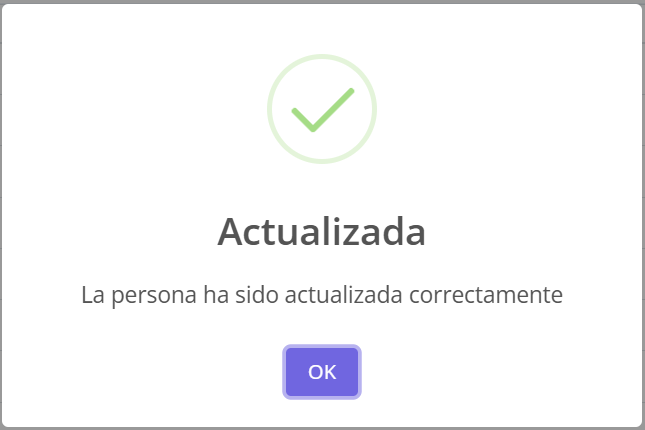 Actualizada
La persona ha sido actualizada correctamente
OK